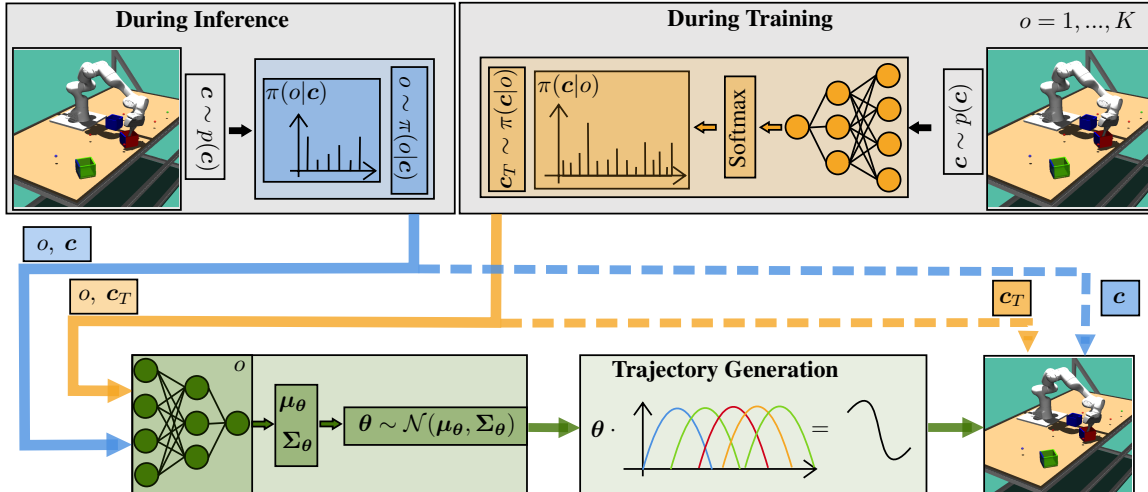 During Inference
During Training
o = 1, ..., K
c ∼ p(c)
π(o|c)
o ∼ π(o|c)
c_T ∼ π(c|o)
π(c|o)
Softmax
c ∼ p(c)
o, c
o, c_T
c_T
c
o
μ_θ
Σ_θ
θ ∼ N(μ_θ, Σ_θ)
Trajectory Generation
θ ·
=